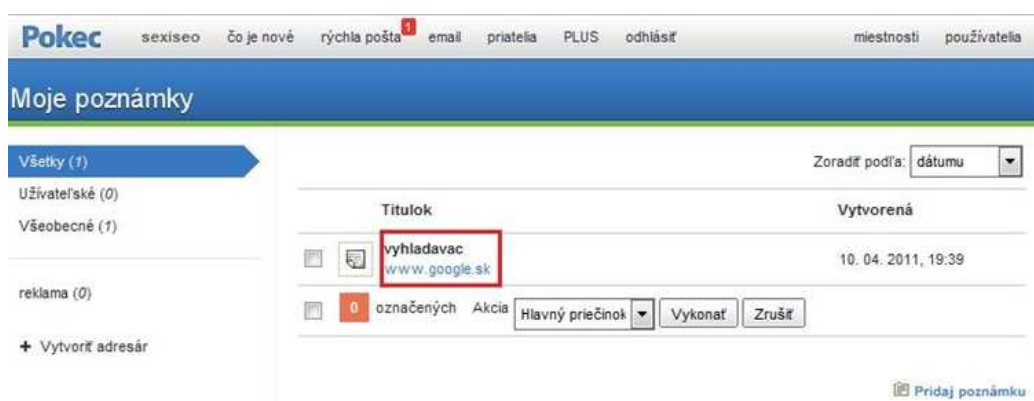 Pokec sexiseo čo je nové rýchla pošta 1 email priatelia PLUS odhlásiť miestnosti používatelia
Moje poznámky
Všetky (1)
Užívateľské (0)
Všeobecné (1)
reklama (0)
+ Vytvoriť adresár
Zoradiť podľa: dátumu
Titulok Vytvorená
vyhladavac
www.google.sk
10. 04. 2011, 19:39
0 označených Akcia Hlavný priečinok Vykonať Zrušiť
Pridaj poznámku